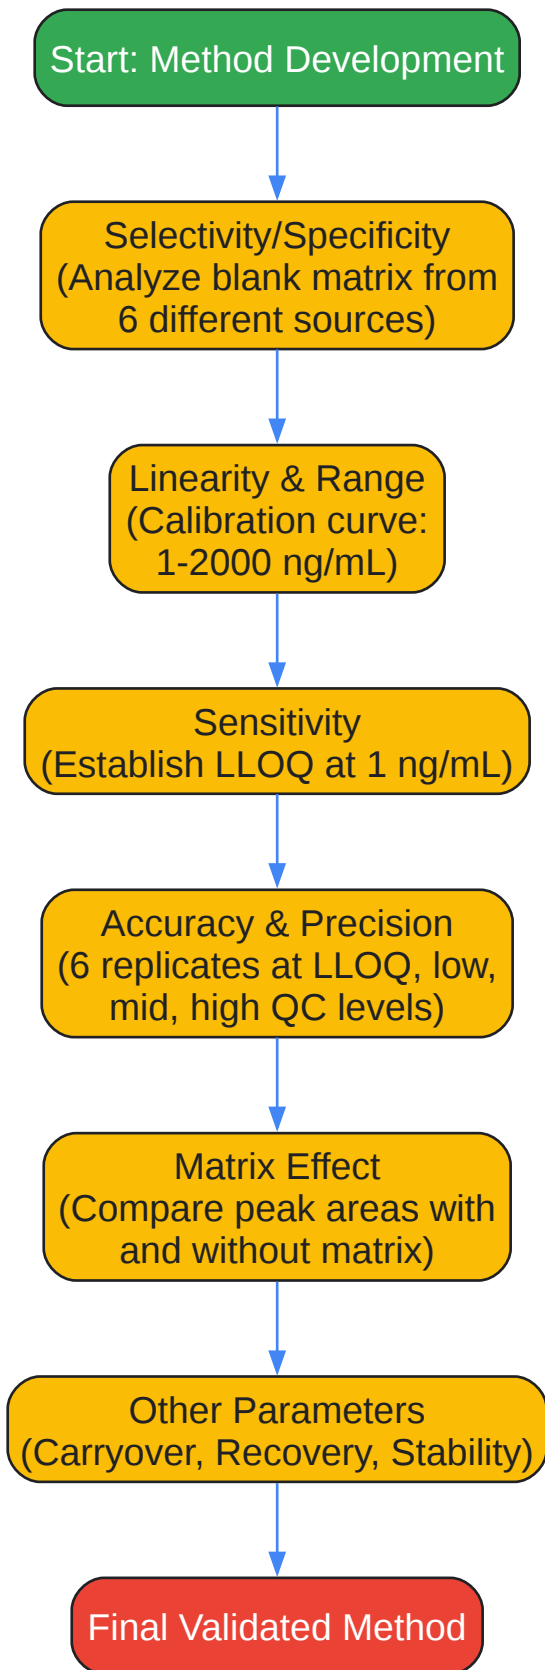 Start: Method Development
Selectivity/Specificity
(Analyze blank matrix from
6 different sources)
Linearity & Range
(Calibration curve:
1-2000 ng/mL)
Sensitivity
(Establish LLOQ at 1 ng/mL)
Accuracy & Precision
(6 replicates at LLOQ, low,
mid, high QC levels)
Matrix Effect
(Compare peak areas with
and without matrix)
Other Parameters
(Carryover, Recovery, Stability)
Final Validated Method